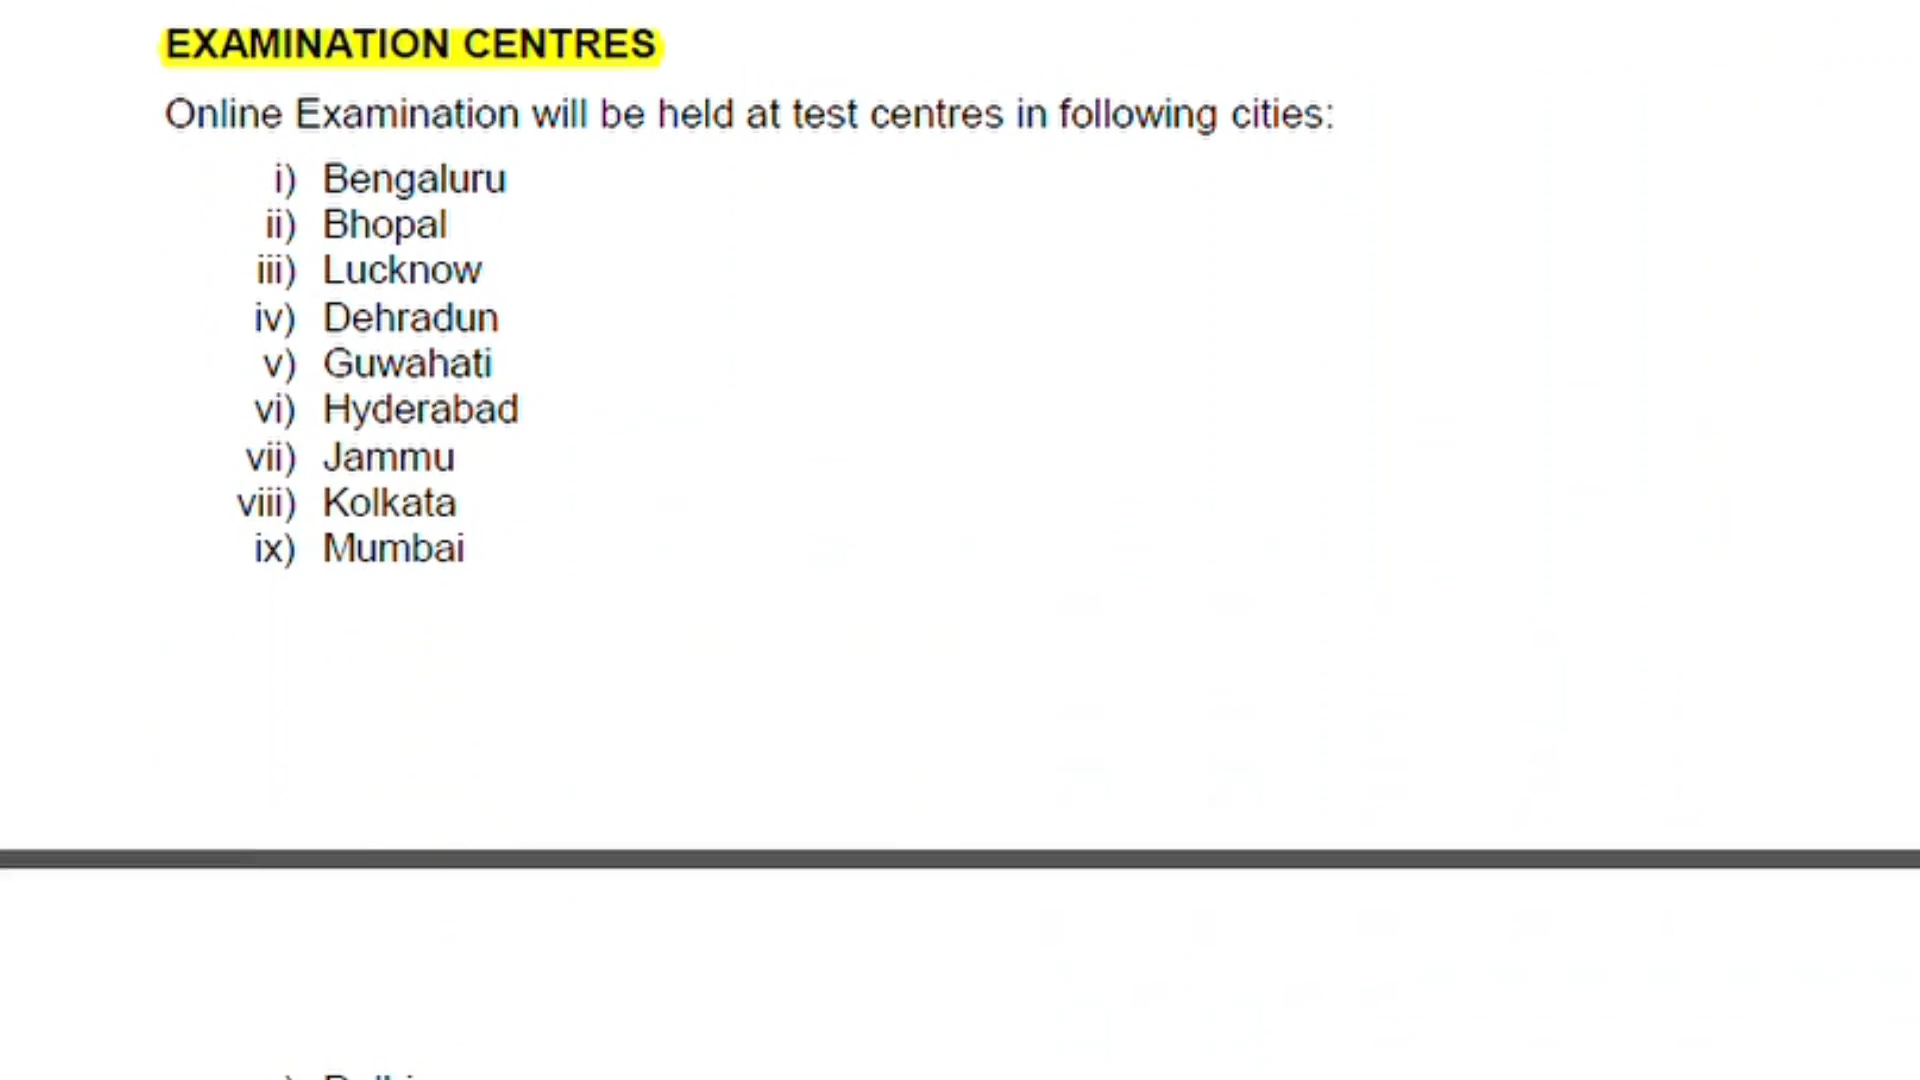 EXAMINATION CENTRES
Online Examination will be held at test centres in following cities:
i) Bengaluru
ii) Bhopal
iii) Lucknow
iv) Dehradun
v) Guwahati
vi) Hyderabad
vii) Jammu
viii) Kolkata
ix) Mumbai